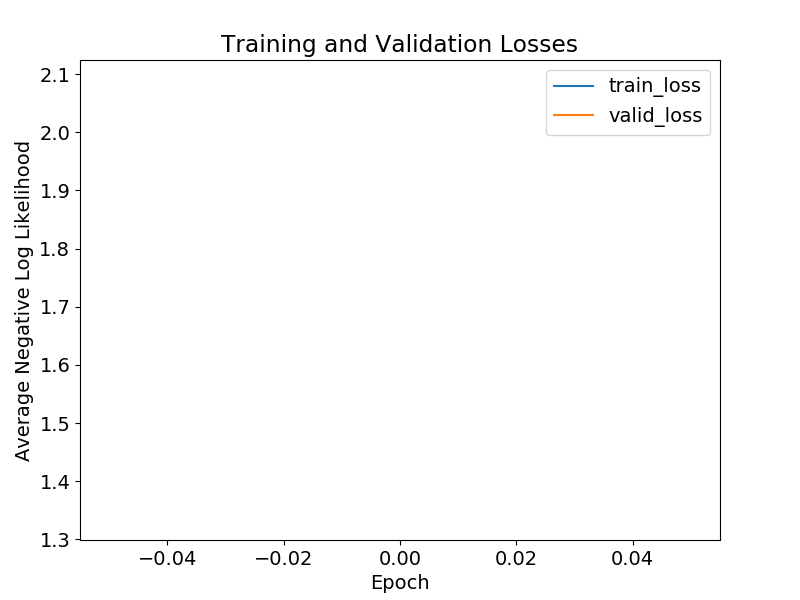 Training and Validation Losses
train_loss
valid_loss
2.1
2.0
1.9
1.8
1.7
1.6
1.5
1.4
1.3
Average Negative Log Likelihood
−0.04 −0.02 0.00 0.02 0.04
Epoch